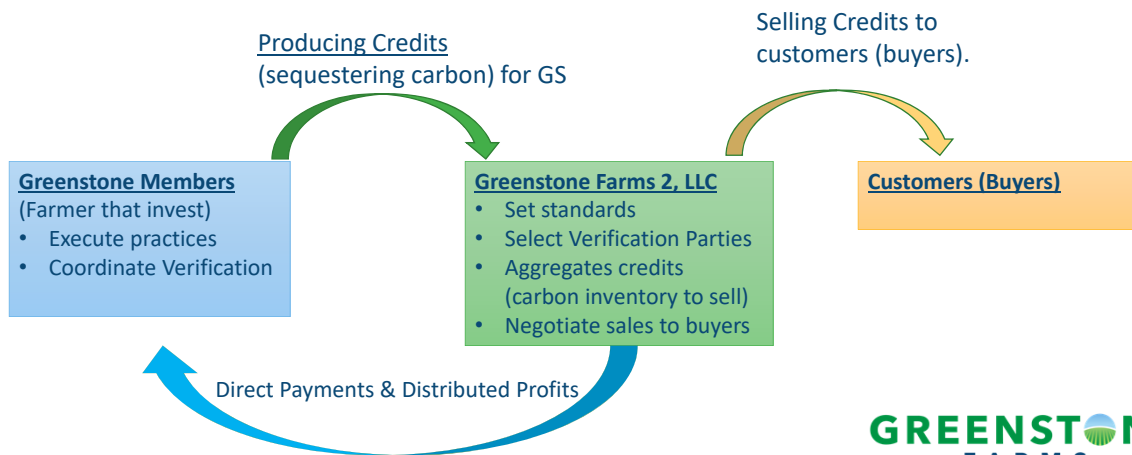 Producing Credits
(sequestering carbon) for GS
Selling Credits to
customers (buyers).
Greenstone Members
(Farmer that invest)
• Execute practices
• Coordinate Verification
Greenstone Farms 2, LLC
• Set standards
• Select Verification Parties
• Aggregates credits
(carbon inventory to sell)
• Negotiate sales to buyers
Customers (Buyers)
Direct Payments & Distributed Profits